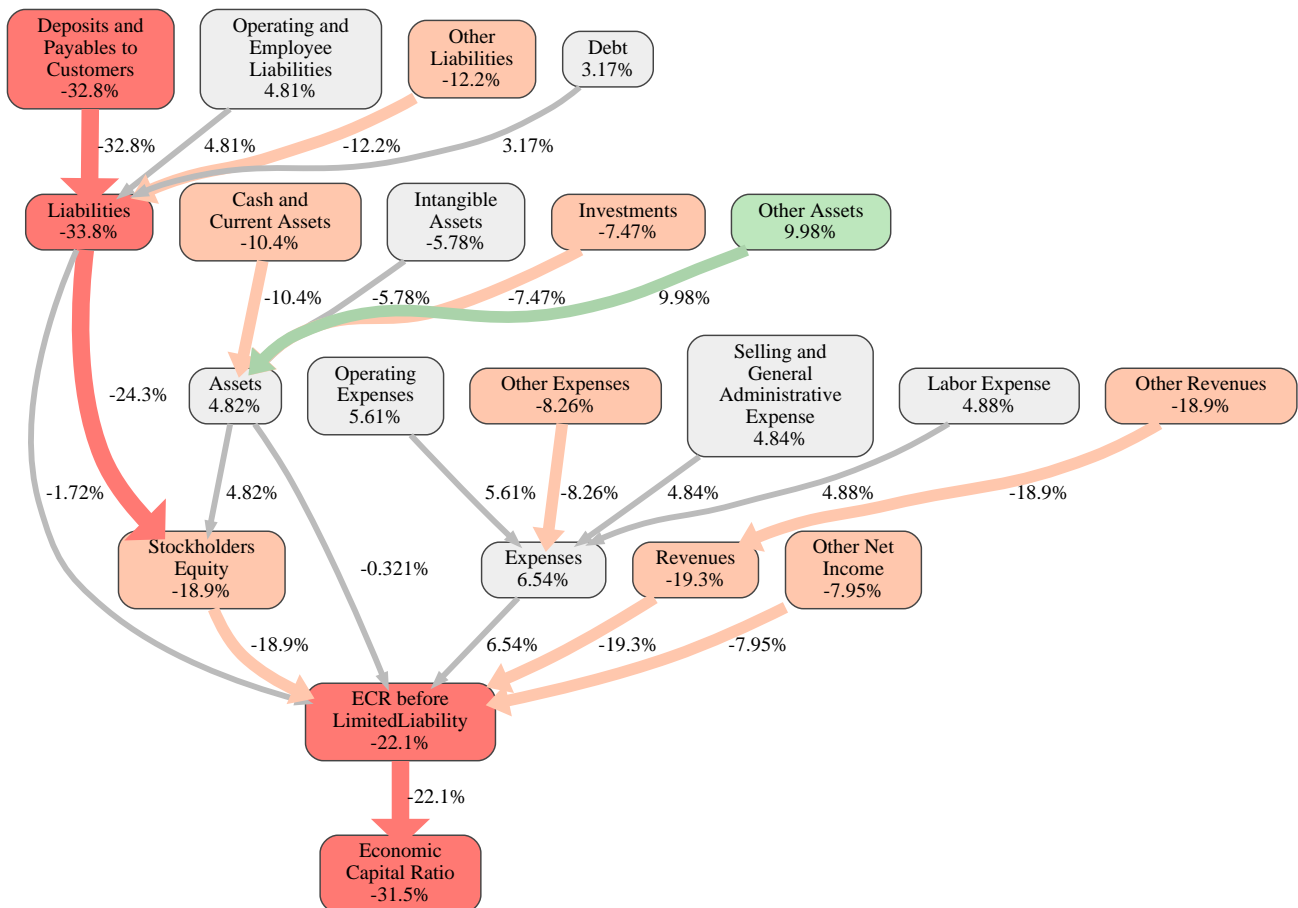 Deposits and
Payables to
Customers
-32.8%
Operating and
Employee
Liabilities
4.81%
Other
Liabilities
-12.2%
Debt
3.17%
-32.8%
4.81%
-12.2%
3.17%
Liabilities
-33.8%
Cash and
Current Assets
-10.4%
Intangible
Assets
-5.78%
Investments
-7.47%
Other Assets
9.98%
-10.4%
-5.78%
-7.47%
9.98%
Assets
4.82%
Operating
Expenses
5.61%
Other Expenses
-8.26%
Selling and
General
Administrative
Expense
4.84%
Labor Expense
4.88%
Other Revenues
-18.9%
-24.3%
-1.72%
4.82%
5.61%
-8.26%
4.84%
4.88%
-18.9%
Stockholders
Equity
-18.9%
-0.321%
Expenses
6.54%
Revenues
-19.3%
Other Net
Income
-7.95%
-18.9%
6.54%
-19.3%
-7.95%
ECR before
LimitedLiability
-22.1%
-22.1%
Economic
Capital Ratio
-31.5%